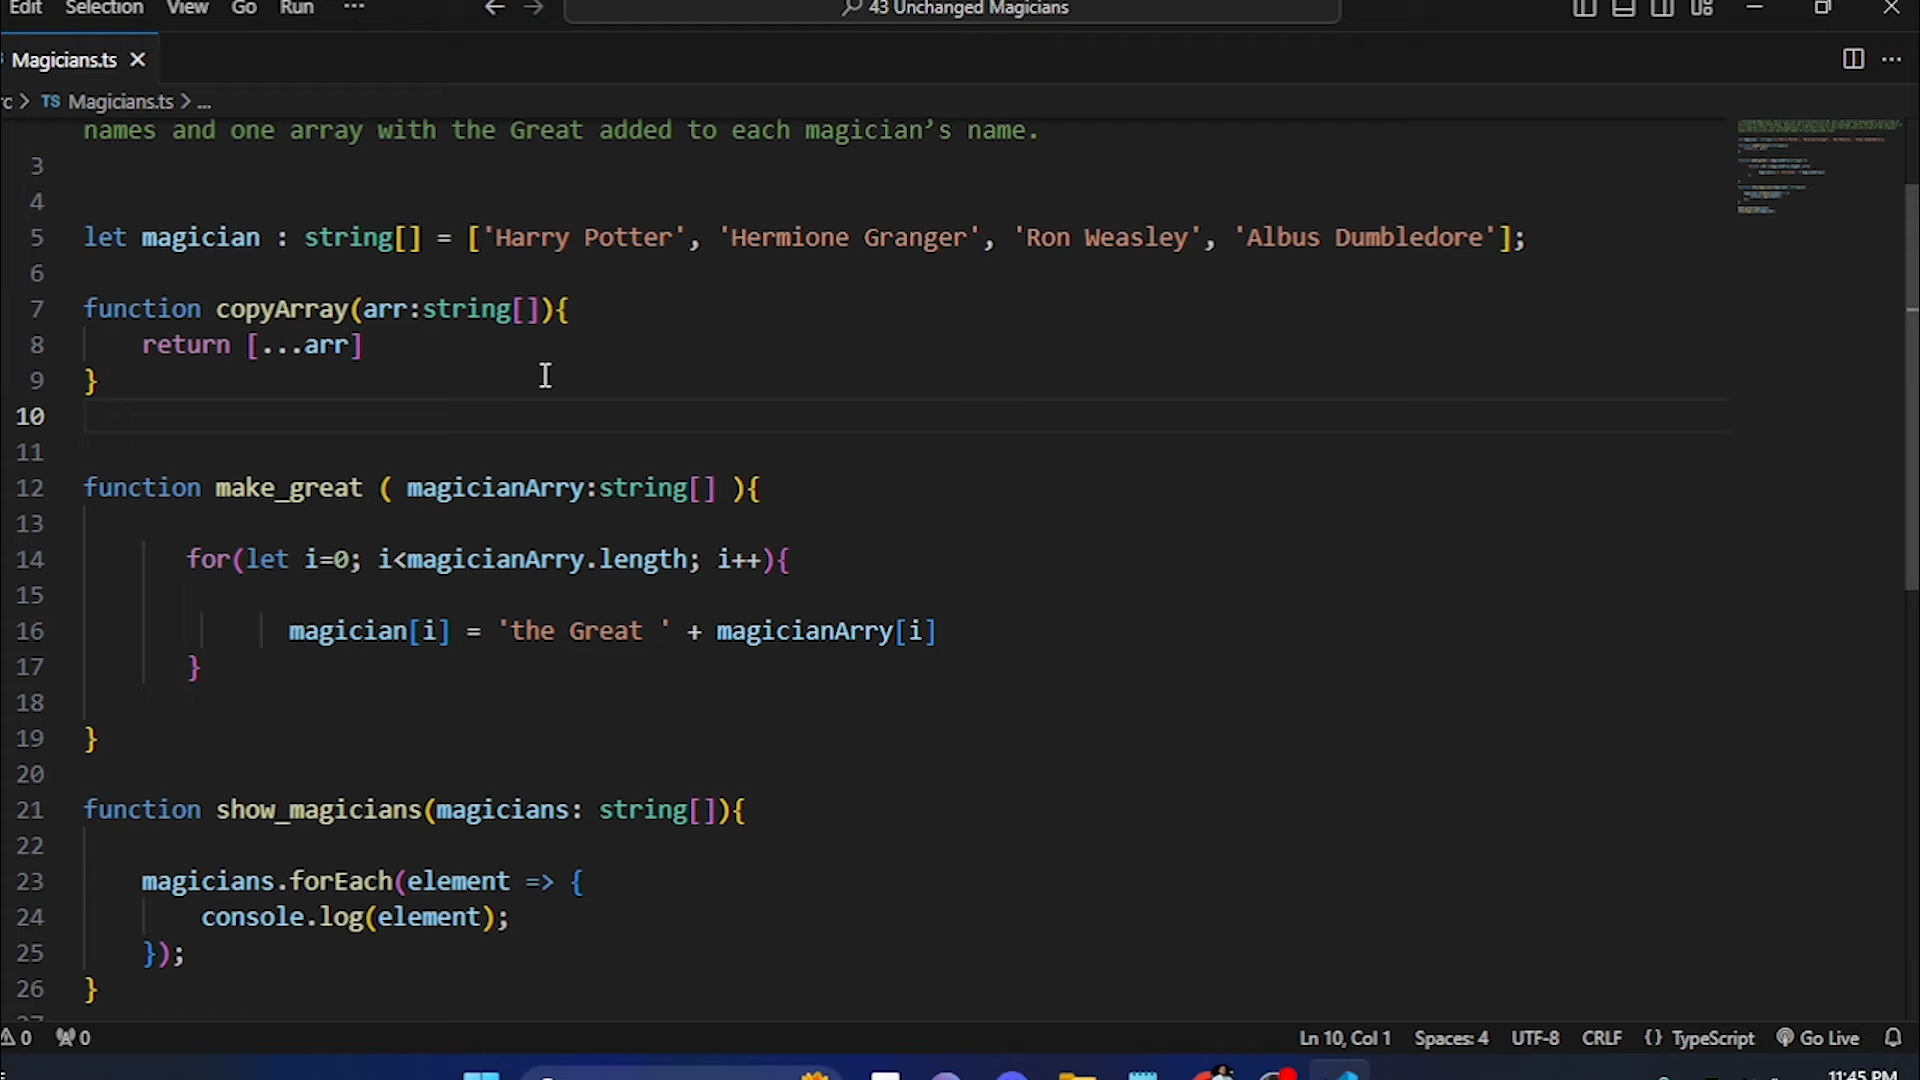 Edit Selection View Go Run ··· 43 Unchanged Magicians
Magicians.ts
rc > TS Magicians.ts > ...
names and one array with the Great added to each magician’s name.
3
4
5 let magician : string[] = ['Harry Potter', 'Hermione Granger', 'Ron Weasley', 'Albus Dumbledore'];
6
7 function copyArray(arr:string[]){
8 return [...arr]
9 }
10
11
12 function make_great ( magicianArry:string[] ){
13
14 for(let i=0; i<magicianArry.length; i++){
15
16 magician[i] = 'the Great ' + magicianArry[i]
17 }
18
19 }
20
21 function show_magicians(magicians: string[]){
22
23 magicians.forEach(element => {
24 console.log(element);
25 });
26 }
27
0 0 Ln 10, Col 1 Spaces: 4 UTF-8 CRLF {} TypeScript Go Live
11:45 PM